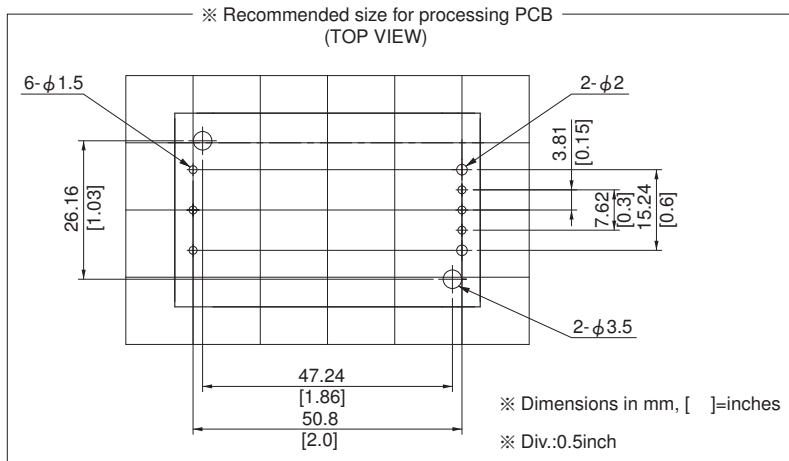 ※ Recommended size for processing PCB
(TOP VIEW)
6-ϕ1.5
2-ϕ2
3.81
[0.15]
26.16
[1.03]
7.62
[0.3]
15.24
[0.6]
2-ϕ3.5
47.24
[1.86]
50.8
[2.0]
※ Dimensions in mm, [ ]=inches
※ Div.:0.5inch